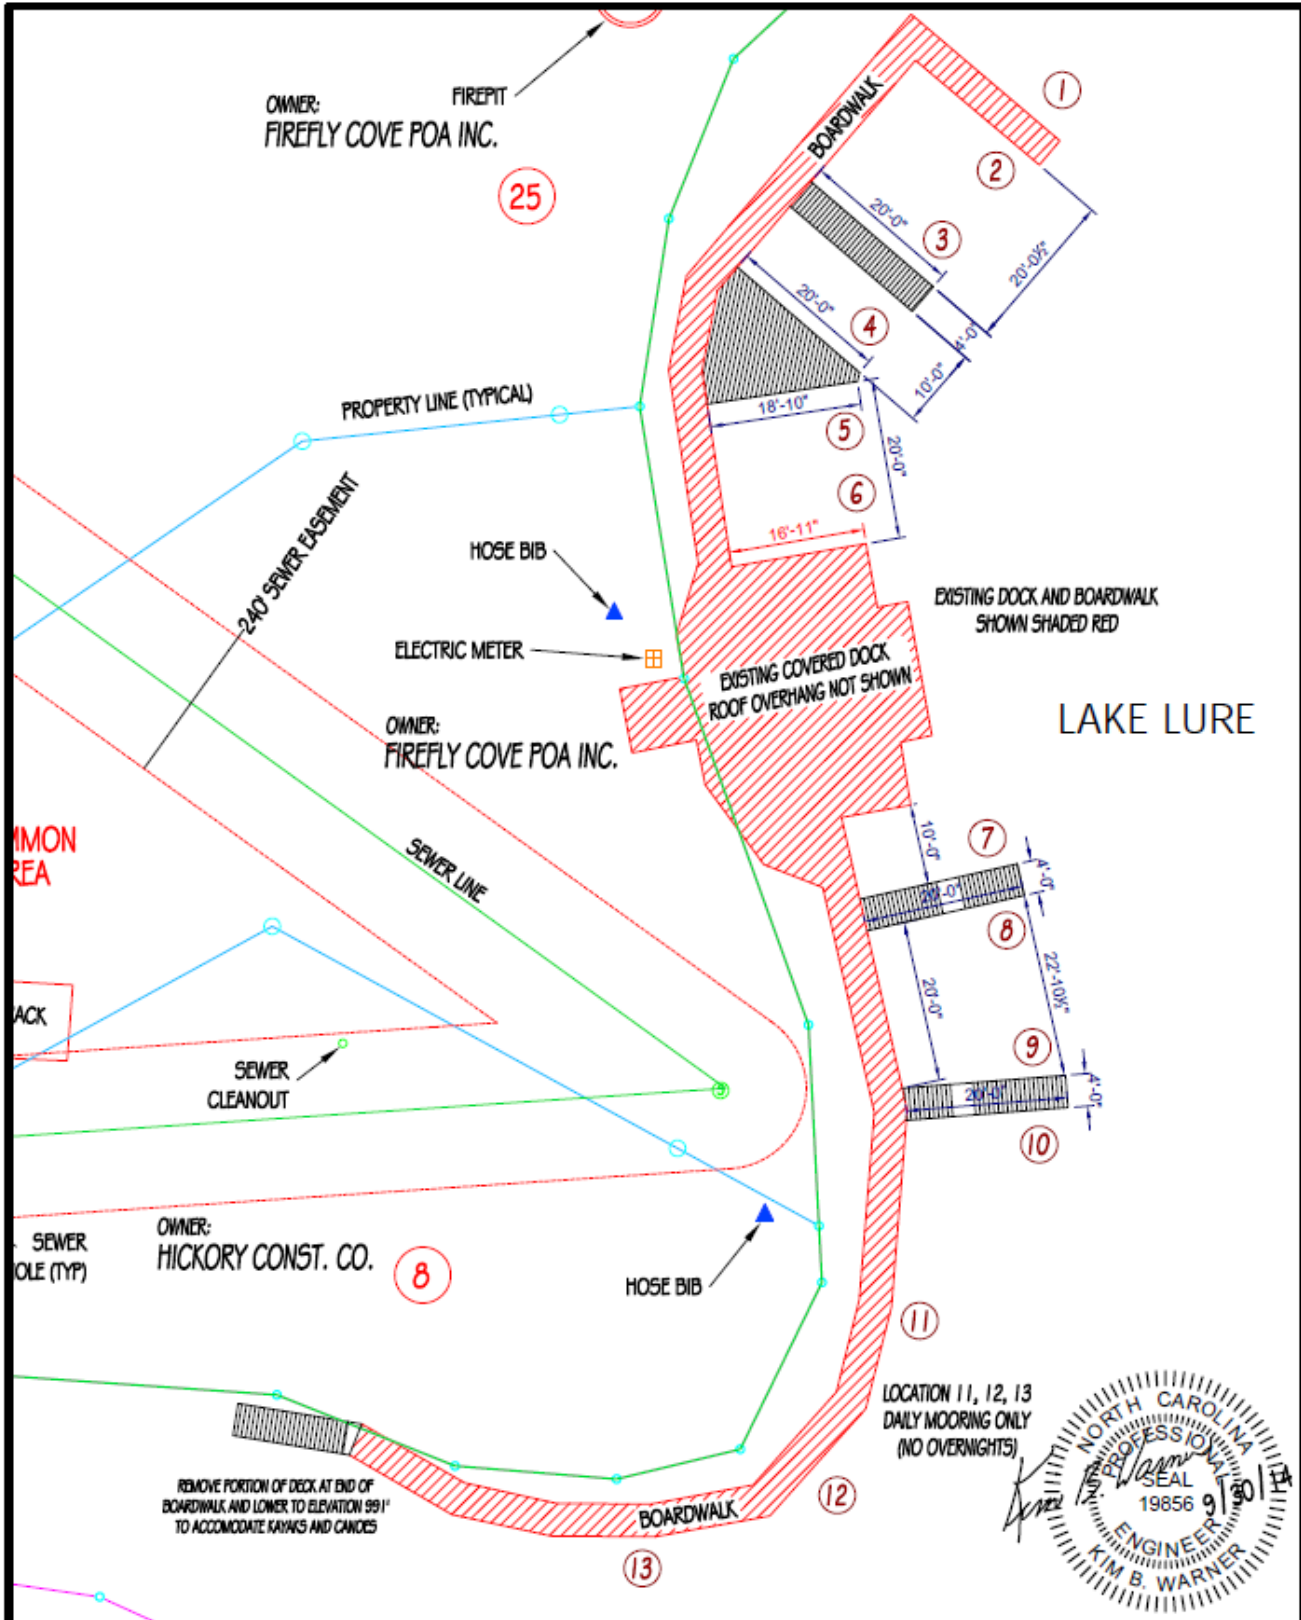 FIREPIT
OWNER:
FIREFLY COVE POA INC.
25
BOARDWALK
1
2
20'-0"
3
20'-0½"
20'-0"
4
4'-0"
10'-0"
PROPERTY LINE (TYPICAL)
18'-10"
5
20'-0"
6
16'-11"
240' SEWER EASEMENT
HOSE BIB
EXISTING DOCK AND BOARDWALK
SHOWN SHADED RED
ELECTRIC METER
EXISTING COVERED DOCK
ROOF OVERHANG NOT SHOWN
LAKE LURE
OWNER:
FIREFLY COVE POA INC.
MMON
REA
SEWER LINE
10'-0"
7
4'-0"
20'-0"
8
20'-0"
22'-10½"
ACK
SEWER
CLEANOUT
9
20'-0"
4'-0"
10
SEWER
OLE (TYP)
OWNER:
HICKORY CONST. CO.
8
HOSE BIB
11
LOCATION 11, 12, 13
DAILY MOORING ONLY
(NO OVERNIGHTS)
REMOVE PORTION OF DECK AT END OF
BOARDWALK AND LOWER TO ELEVATION 991'
TO ACCOMODATE KAYAKS AND CANOES
BOARDWALK
12
13
NORTH CAROLINA
PROFESSIONAL
SEAL
19856
ENGINEER
KIM B. WARNER
9/30/14